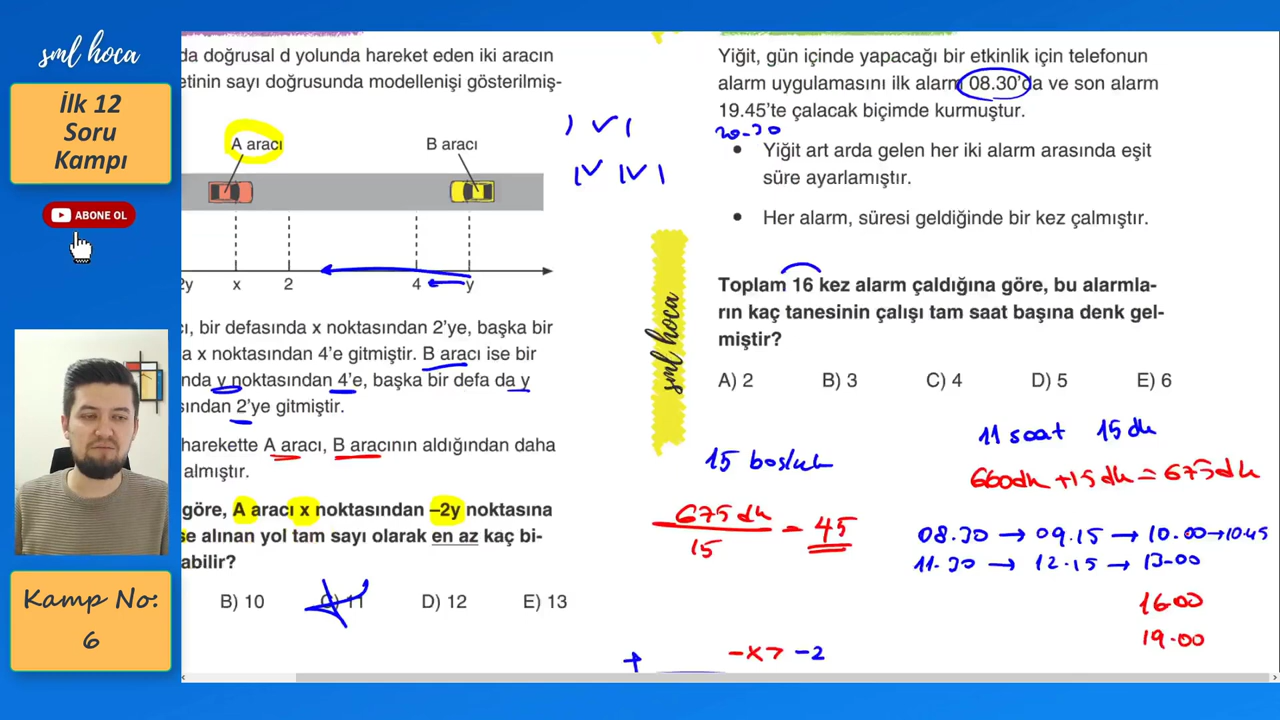 sml hoca
İlk 12
Soru
Kampı
ABONE OL
Kamp No:
6
da doğrusal d yolunda hareket eden iki aracın
etinin sayı doğrusunda modellenişi gösterilmiş-
A aracı
B aracı
2y x 2 4 y
cı, bir defasında x noktasından 2'ye, başka bir
a x noktasından 4'e gitmiştir. B aracı ise bir
nda y noktasından 4'e, başka bir defa da y
sından 2'ye gitmiştir.
harekette A aracı, B aracının aldığından daha
almıştır.
göre, A aracı x noktasından –2y noktasına
se alınan yol tam sayı olarak en az kaç bi-
abilir?
B) 10 C) 11 D) 12 E) 13
sml hoca
Yiğit, gün içinde yapacağı bir etkinlik için telefonun
alarm uygulamasını ilk alarm 08.30'da ve son alarm
19.45'te çalacak biçimde kurmuştur.
20-30
• Yiğit art arda gelen her iki alarm arasında eşit
süre ayarlamıştır.
• Her alarm, süresi geldiğinde bir kez çalmıştır.
Toplam 16 kez alarm çaldığına göre, bu alarmla-
rın kaç tanesinin çalışı tam saat başına denk gel-
miştir?
A) 2 B) 3 C) 4 D) 5 E) 6
11 saat 15 dk
15 boşluk
660dk + 15 dk = 675 dk
675 dk
15
= 45
08.30 → 09.15 → 10.00 → 10.45
11.30 → 12.15 → 13.00
16.00
19.00
-x > -2
+